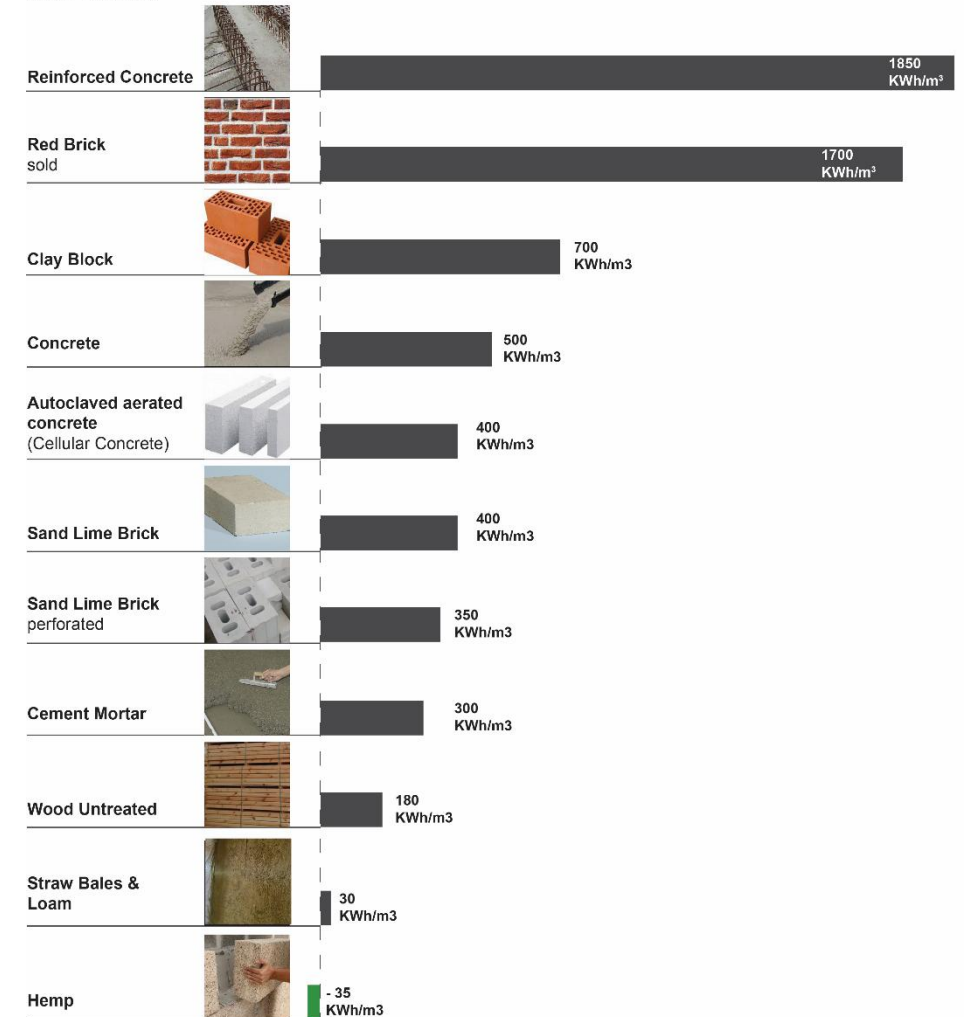 Reinforced Concrete
1850
KWh/m³
Red Brick
sold
1700
KWh/m³
Clay Block
700
KWh/m3
Concrete
500
KWh/m3
Autoclaved aerated
concrete
(Cellular Concrete)
400
KWh/m3
Sand Lime Brick
400
KWh/m3
Sand Lime Brick
perforated
350
KWh/m3
Cement Mortar
300
KWh/m3
Wood Untreated
180
KWh/m3
Straw Bales &
Loam
30
KWh/m3
Hemp
- 35
KWh/m3